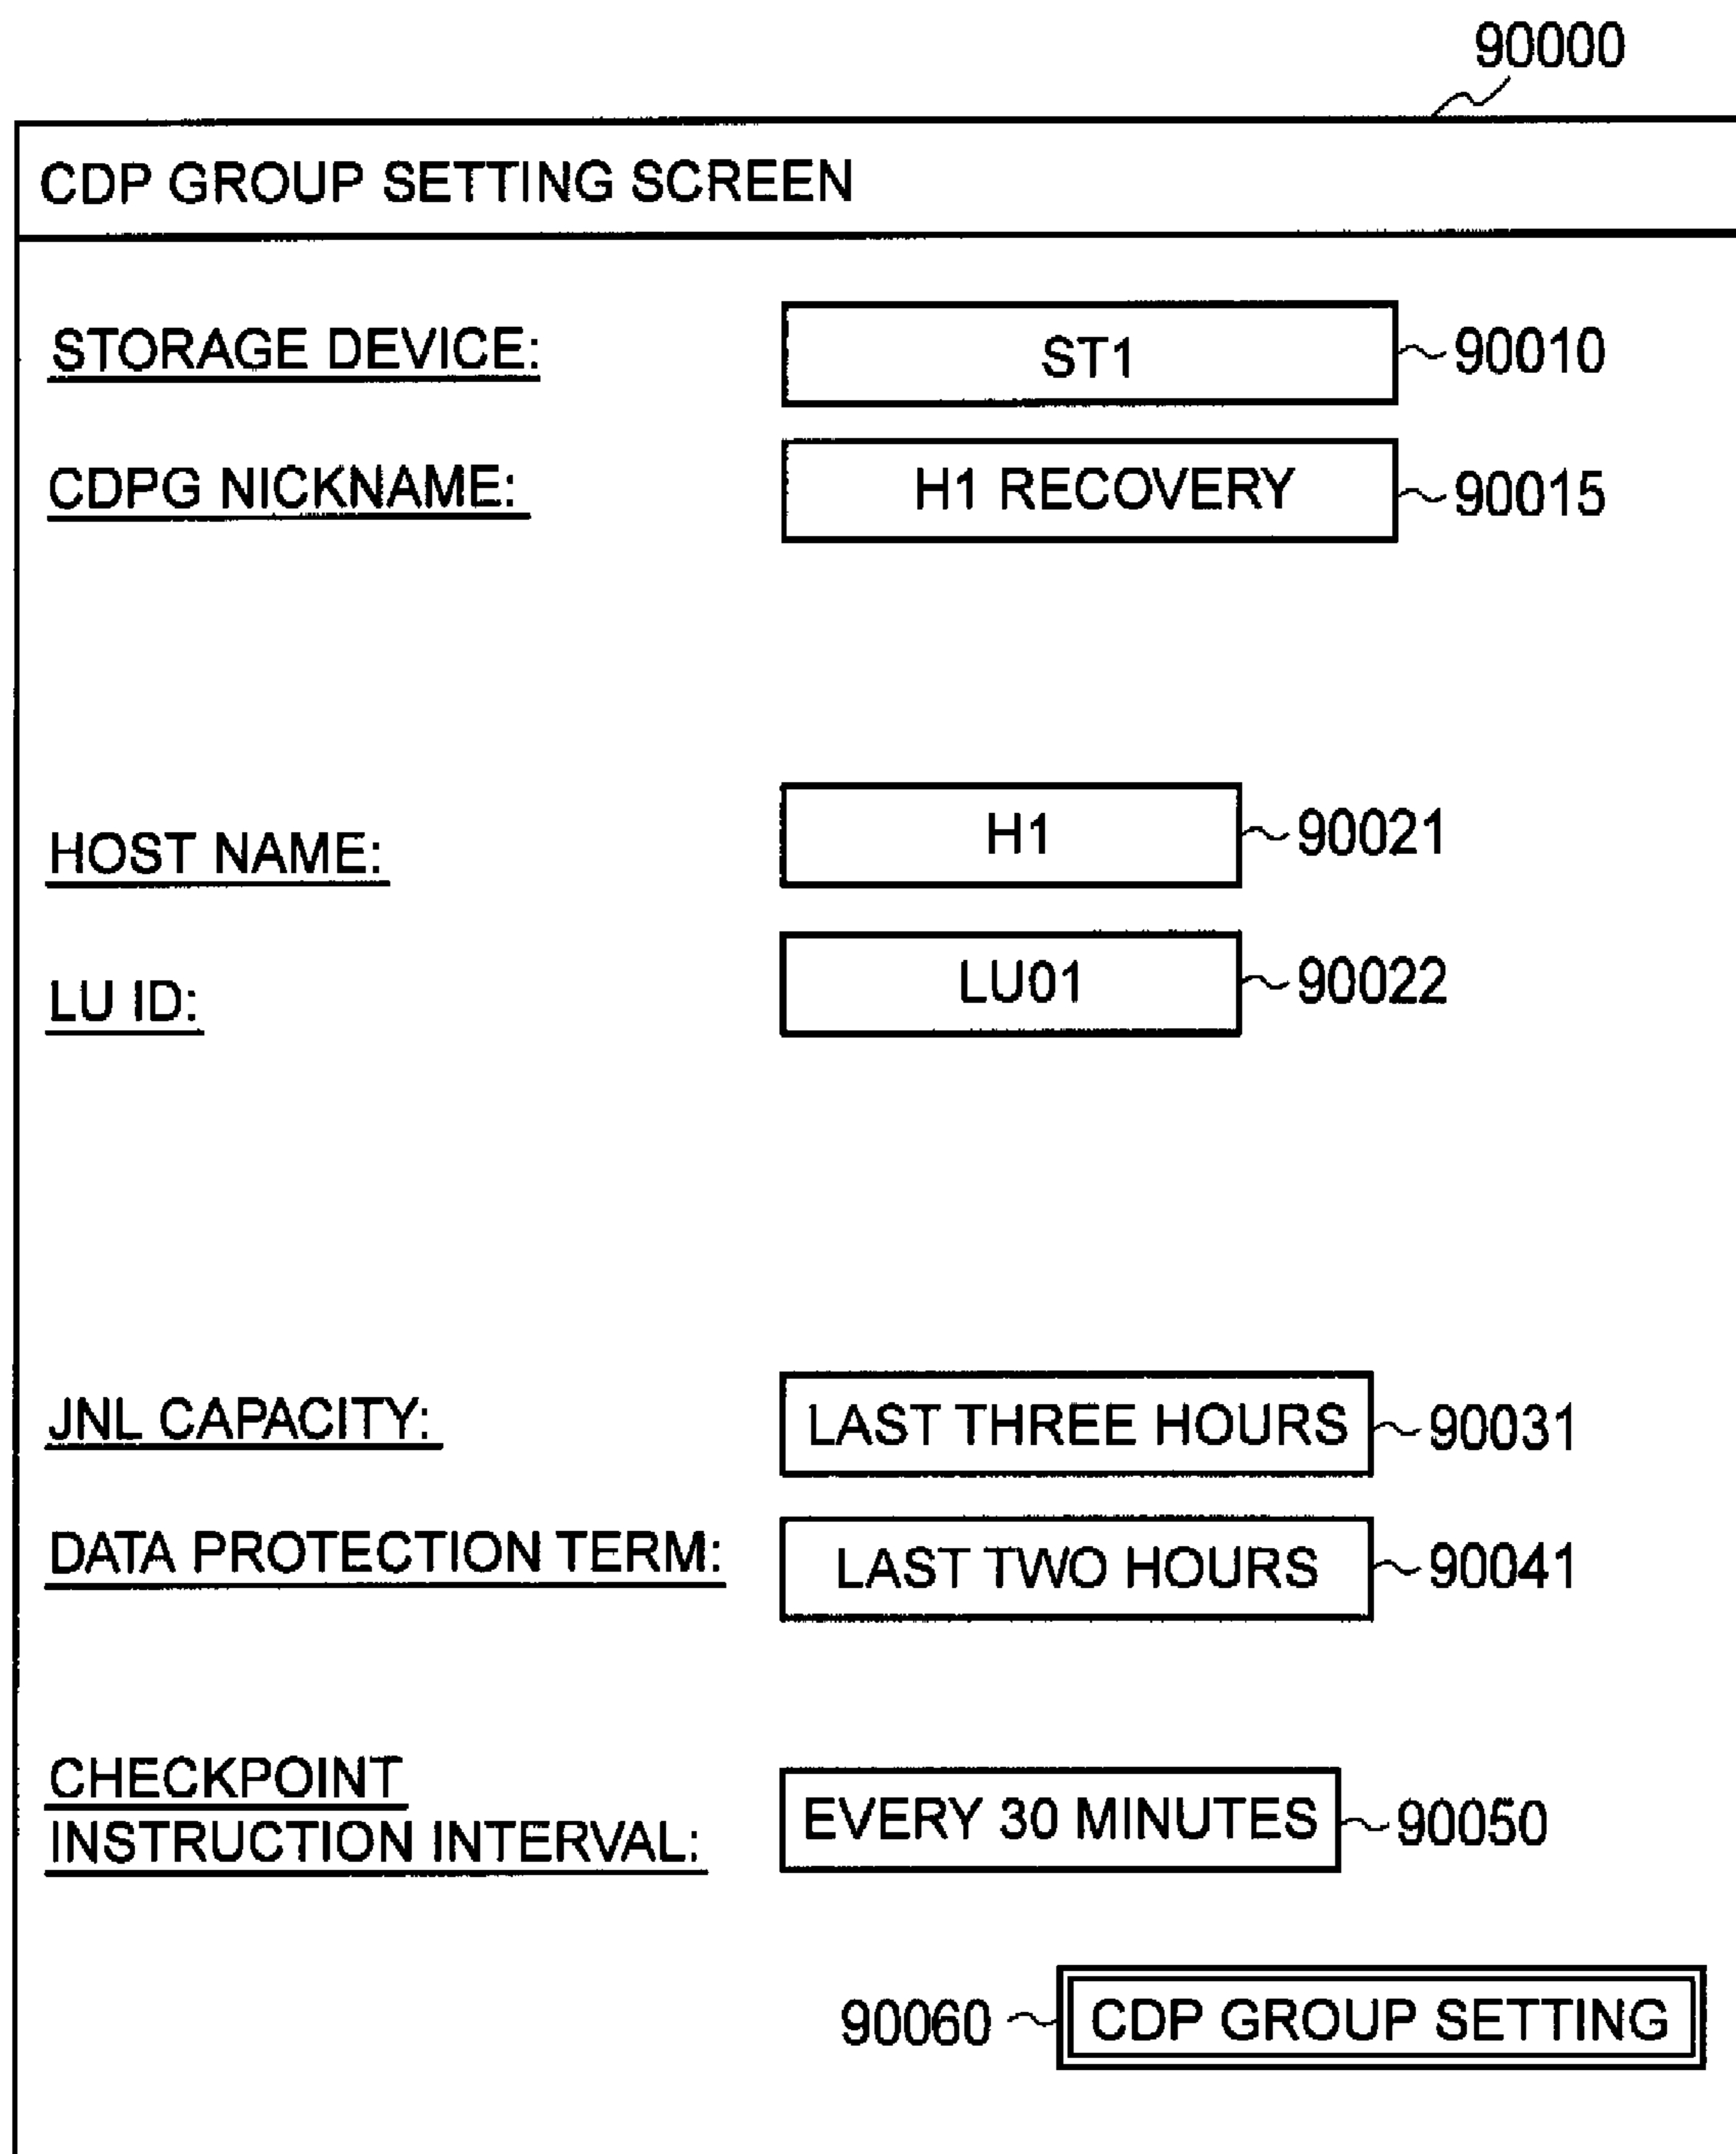 90000
CDP GROUP SETTING SCREEN
STORAGE DEVICE: ST1 90010
CDPG NICKNAME: H1 RECOVERY 90015
HOST NAME: H1 90021
LU ID: LU01 90022
JNL CAPACITY: LAST THREE HOURS 90031
DATA PROTECTION TERM: LAST TWO HOURS 90041
CHECKPOINT
INSTRUCTION INTERVAL: EVERY 30 MINUTES 90050
90060 CDP GROUP SETTING